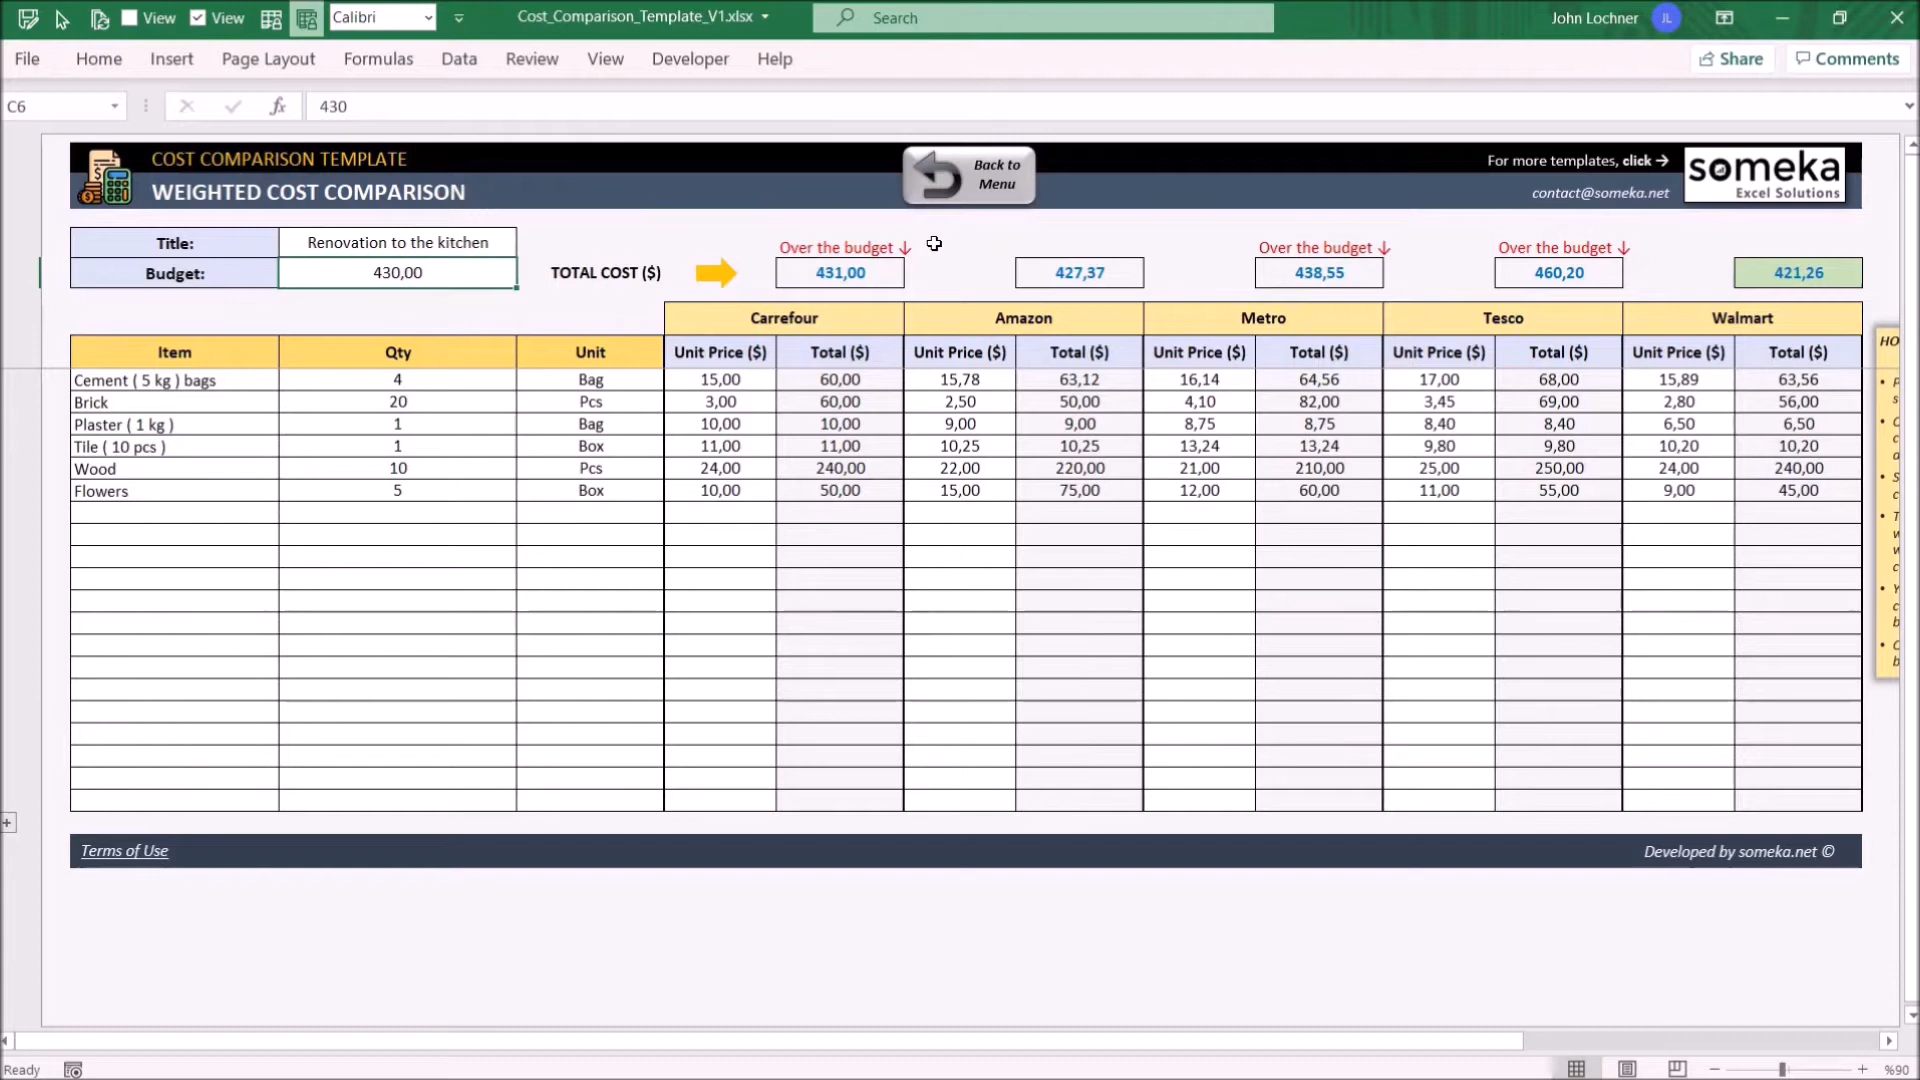 View View Calibri Cost_Comparison_Template_V1.xlsx Search John Lochner JL
File Home Insert Page Layout Formulas Data Review View Developer Help Share Comments
C6 fx 430
COST COMPARISON TEMPLATE
WEIGHTED COST COMPARISON
Back to
Menu
For more templates, click →
contact@someka.net
someka
Excel Solutions
Title: Renovation to the kitchen
Budget: 430,00
Over the budget ↓ Over the budget ↓ Over the budget ↓
TOTAL COST ($) 431,00 427,37 438,55 460,20 421,26
Carrefour Amazon Metro Tesco Walmart
Item Qty Unit Unit Price ($) Total ($) Unit Price ($) Total ($) Unit Price ($) Total ($) Unit Price ($) Total ($) Unit Price ($) Total ($)
Cement ( 5 kg ) bags 4 Bag 15,00 60,00 15,78 63,12 16,14 64,56 17,00 68,00 15,89 63,56
Brick 20 Pcs 3,00 60,00 2,50 50,00 4,10 82,00 3,45 69,00 2,80 56,00
Plaster ( 1 kg ) 1 Bag 10,00 10,00 9,00 9,00 8,75 8,75 8,40 8,40 6,50 6,50
Tile ( 10 pcs ) 1 Box 11,00 11,00 10,25 10,25 13,24 13,24 9,80 9,80 10,20 10,20
Wood 10 Pcs 24,00 240,00 22,00 220,00 21,00 210,00 25,00 250,00 24,00 240,00
Flowers 5 Box 10,00 50,00 15,00 75,00 12,00 60,00 11,00 55,00 9,00 45,00
HO
Terms of Use Developed by someka.net ©
Ready %90